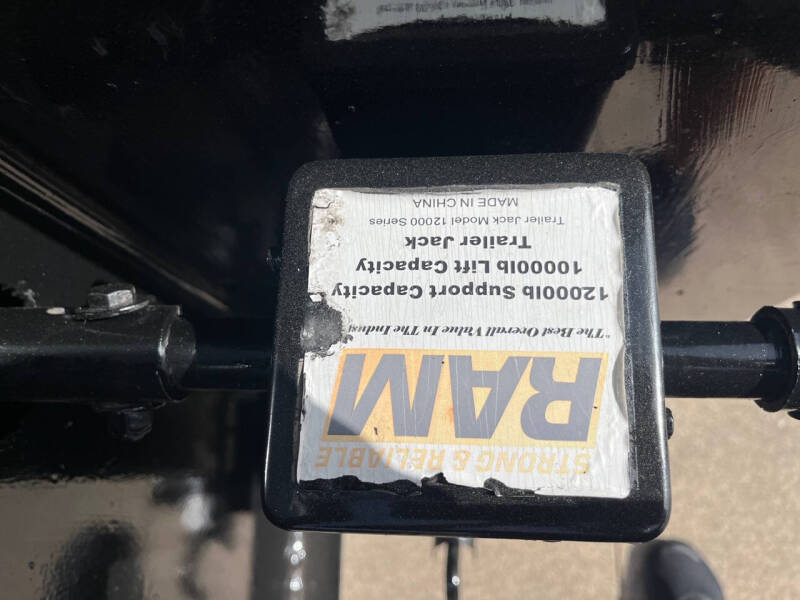 STRONG & RELIABLE
RAM
"The Best Overall Value In The
12000lb Support Capacity
10000lb Lift Capacity
Trailer Jack
Trailer Jack Model 12000 Series
MADE IN CHINA